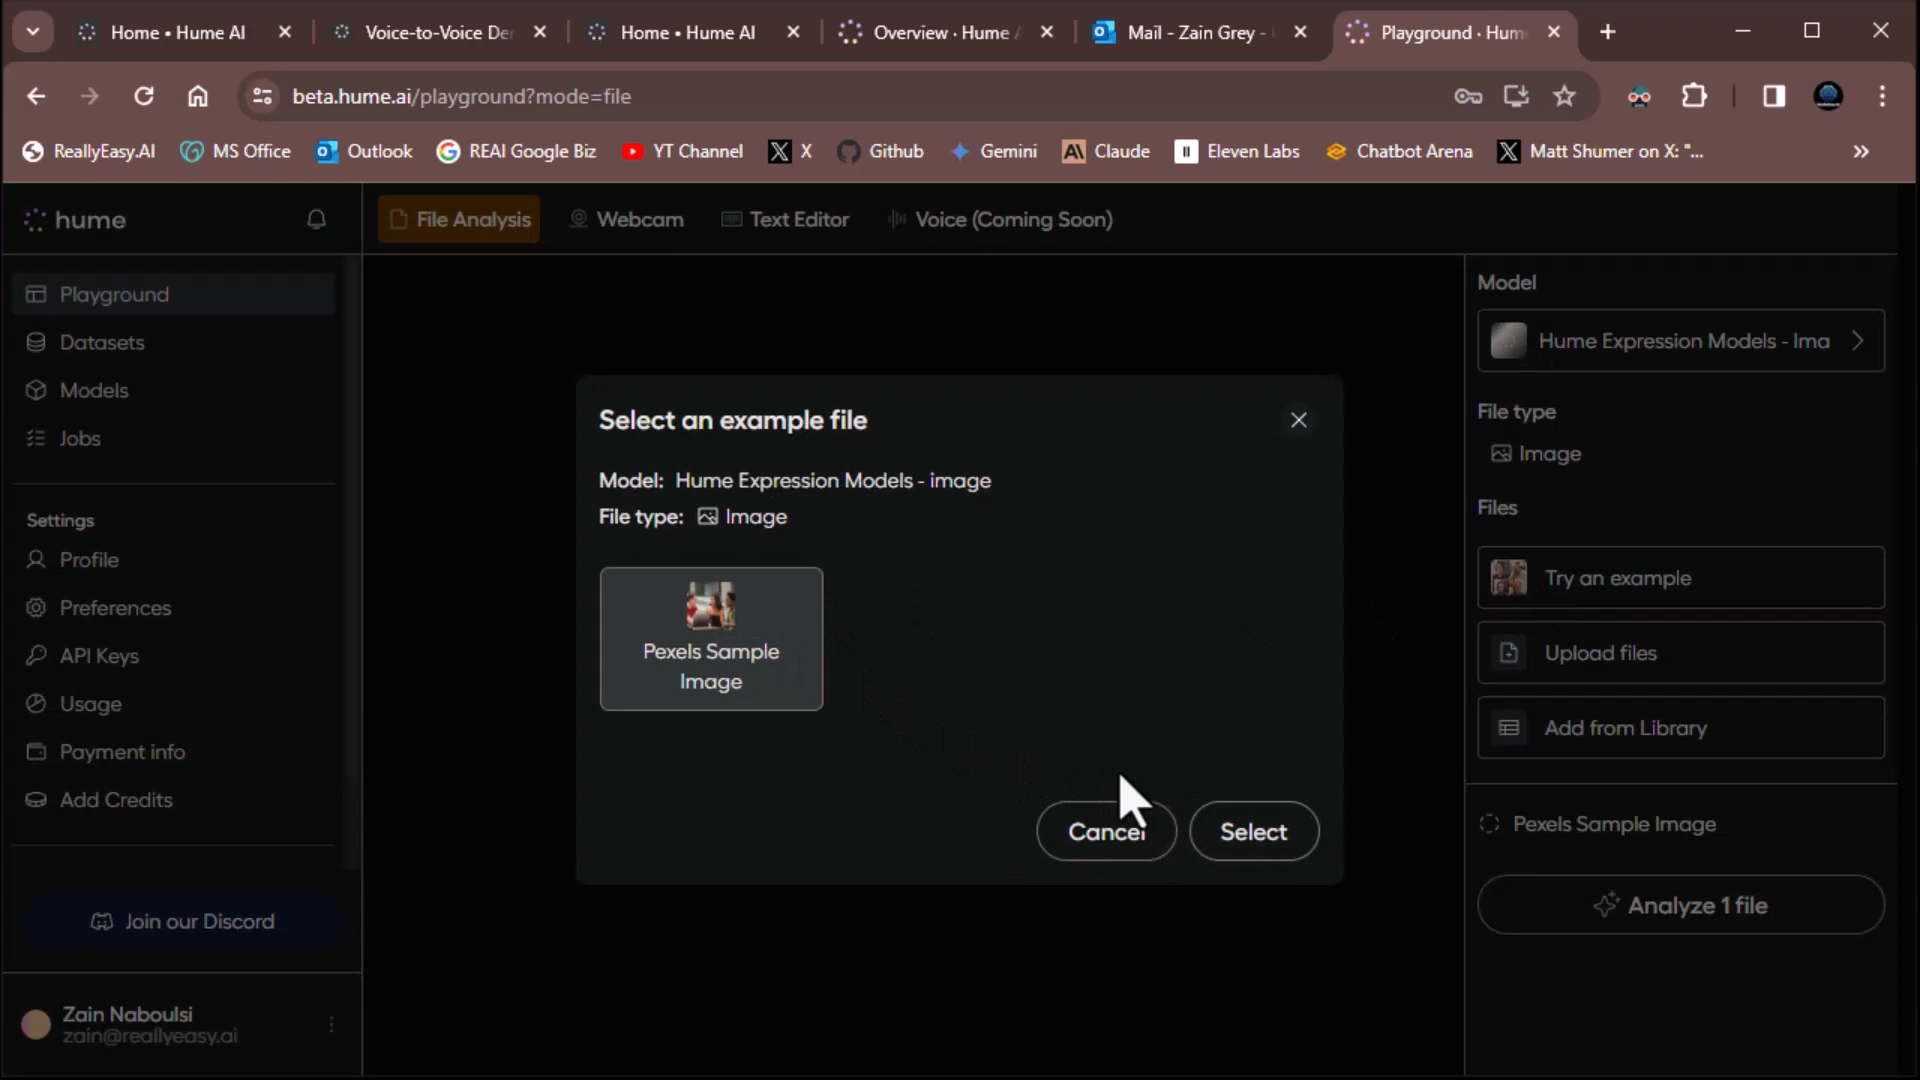 Home • Hume AI
Voice-to-Voice De
Home • Hume AI
Overview · Hume A
Mail - Zain Grey -
Playground · Hum
beta.hume.ai/playground?mode=file
ReallyEasy.AI
MS Office
Outlook
REAI Google Biz
YT Channel
X
Github
Gemini
Claude
Eleven Labs
Chatbot Arena
Matt Shumer on X: "...
hume
File Analysis
Webcam
Text Editor
Voice (Coming Soon)
Playground
Datasets
Models
Jobs
Settings
Profile
Preferences
API Keys
Usage
Payment info
Add Credits
Join our Discord
Zain Naboulsi
zain@reallyeasy.ai
Select an example file
Model: Hume Expression Models - image
File type: Image
Pexels Sample
Image
Cancel
Select
Model
Hume Expression Models - Ima
File type
Image
Files
Try an example
Upload files
Add from Library
Pexels Sample Image
Analyze 1 file